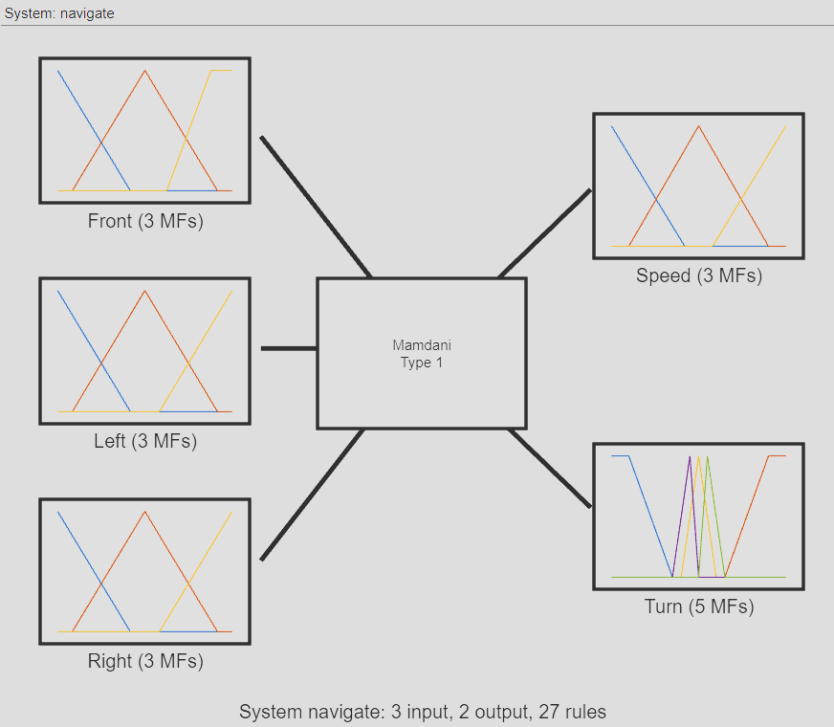 System: navigate
Front (3 MFs)
Speed (3 MFs)
Mamdani
Type 1
Left (3 MFs)
Turn (5 MFs)
Right (3 MFs)
System navigate: 3 input, 2 output, 27 rules